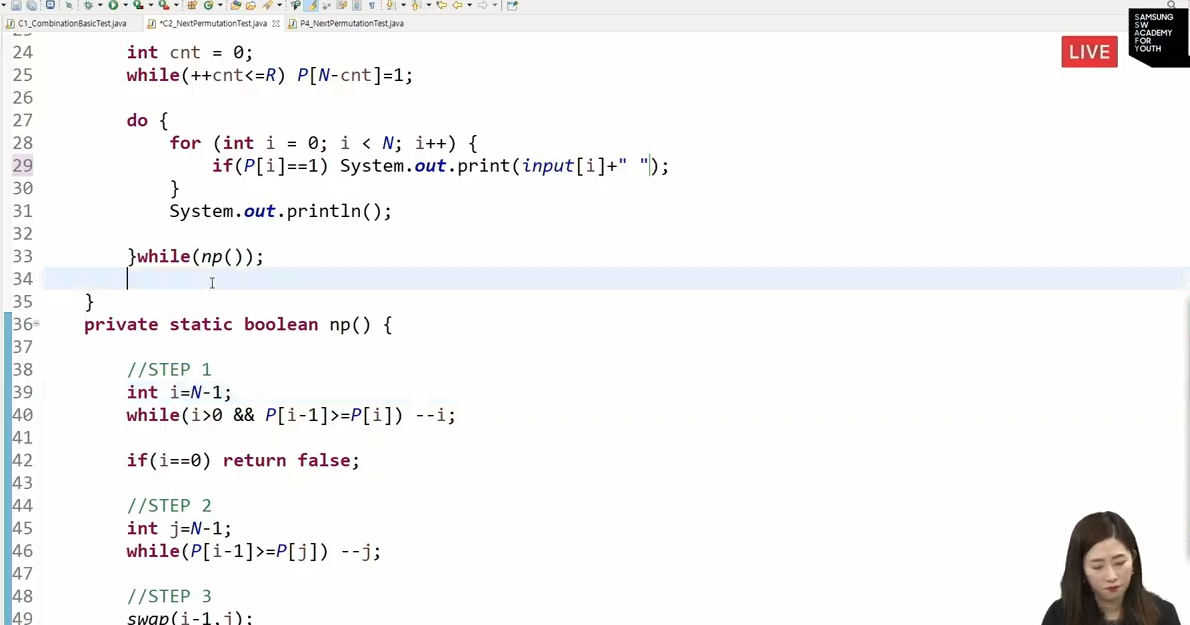 C1_CombinationBasicTest.java
*C2_NextPermutationTest.java
P4_NextPermutationTest.java
LIVE
SAMSUNG
SW
ACADEMY
FOR
YOUTH
24 int cnt = 0;
25 while(++cnt<=R) P[N-cnt]=1;
26
27 do {
28 for (int i = 0; i < N; i++) {
29 if(P[i]==1) System.out.print(input[i]+" ");
30 }
31 System.out.println();
32
33 }while(np());
34
35 }
36 private static boolean np() {
37
38 //STEP 1
39 int i=N-1;
40 while(i>0 && P[i-1]>=P[i]) --i;
41
42 if(i==0) return false;
43
44 //STEP 2
45 int j=N-1;
46 while(P[i-1]>=P[j]) --j;
47
48 //STEP 3
49 swap(i-1,j);